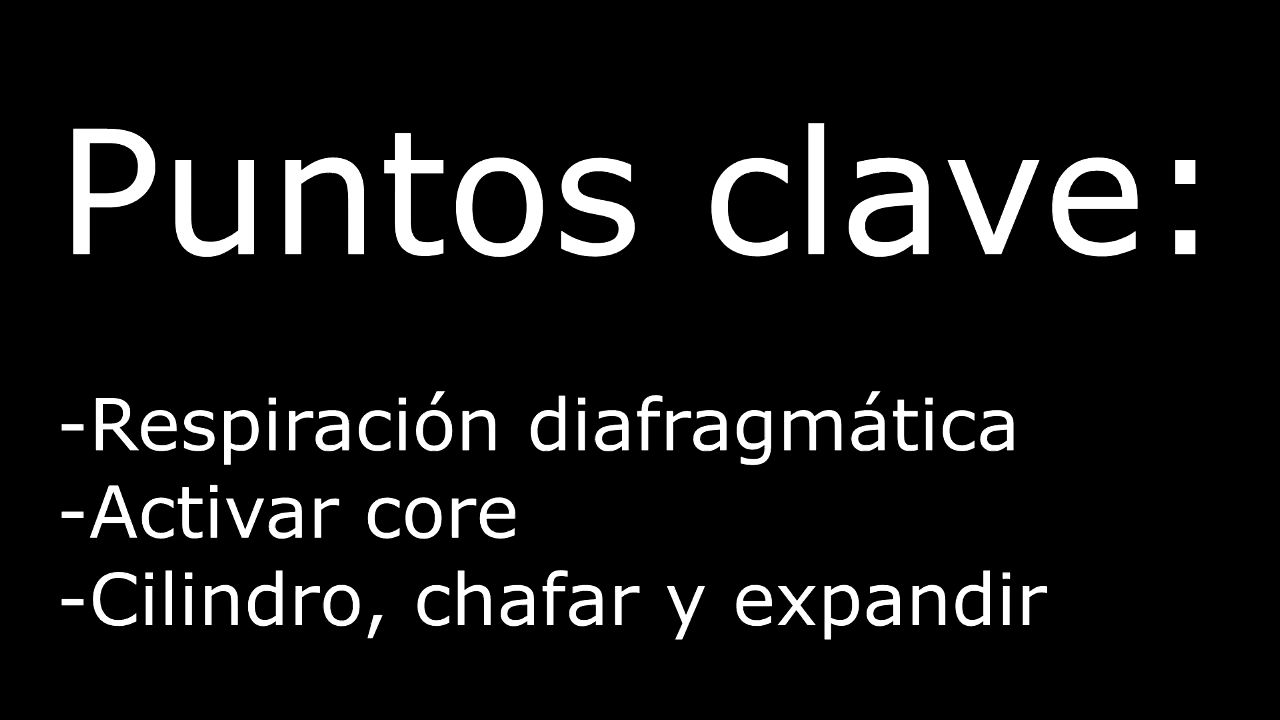 Puntos clave:
-Respiración diafragmática
-Activar core
-Cilindro, chafar y expandir